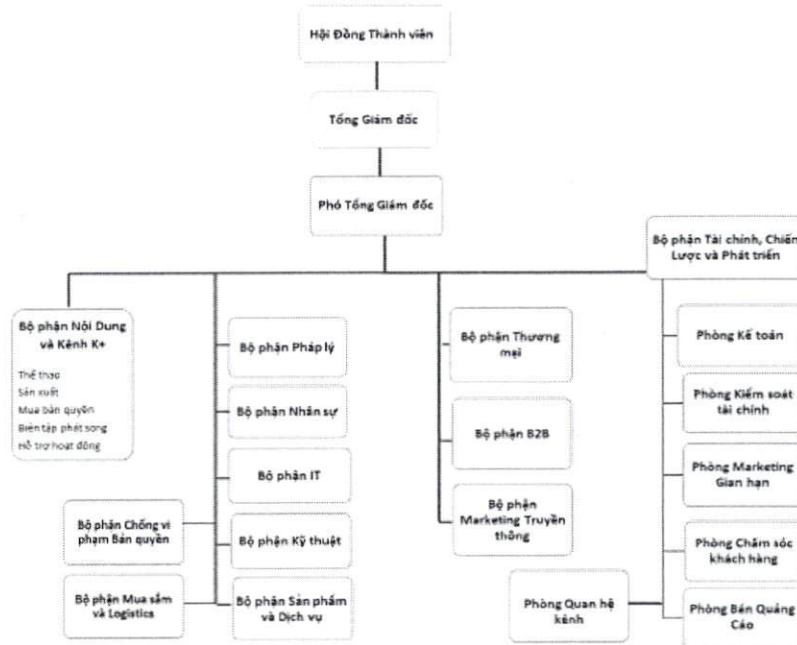 Hội Đồng Thành viên
Tổng Giám đốc
Phó Tổng Giám đốc
Bộ phận Tài chính, Chiến
Lược và Phát triển
Bộ phận Nội Dung
và Kênh K+
Thể thao
Sản xuất
Mua bản quyền
Biên tập phát song
Hỗ trợ hoạt động
Bộ phận Pháp lý
Bộ phận Nhân sự
Bộ phận IT
Bộ phận Chống vi
phạm Bản quyền
Bộ phận Kỹ thuật
Bộ phận Mua sắm
và Logistics
Bộ phận Sản phẩm
và Dịch vụ
Bộ phận Thương
mại
Bộ phận B2B
Bộ phận
Marketing Truyền
thông
Phòng Kế toán
Phòng Kiểm soát
tài chính
Phòng Marketing
Gian hạn
Phòng Chăm sóc
khách hàng
Phòng Quan hệ
kênh
Phòng Bán Quảng
Cáo